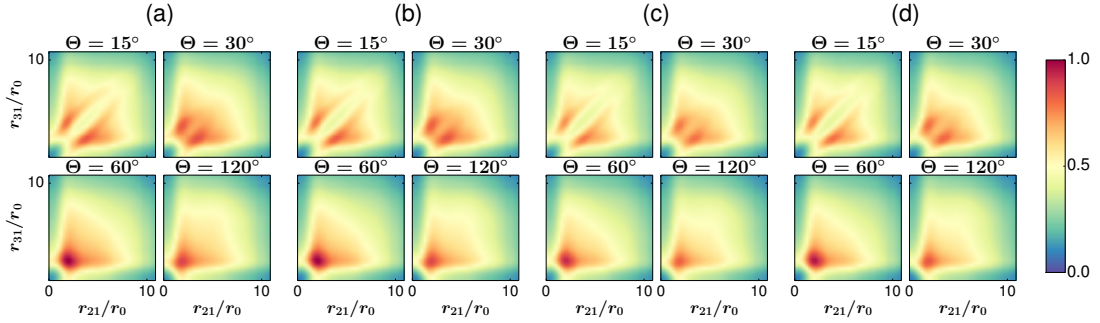 (a) (b) (c) (d)
Θ = 15° Θ = 30° Θ = 15° Θ = 30° Θ = 15° Θ = 30° Θ = 15° Θ = 30°
10 1.0
r31/r0
0.5
Θ = 60° Θ = 120° Θ = 60° Θ = 120° Θ = 60° Θ = 120° Θ = 60° Θ = 120°
10
r31/r0
0.0
0 10 0 10 0 10 0 10
r21/r0 r21/r0 r21/r0 r21/r0 r21/r0 r21/r0 r21/r0 r21/r0